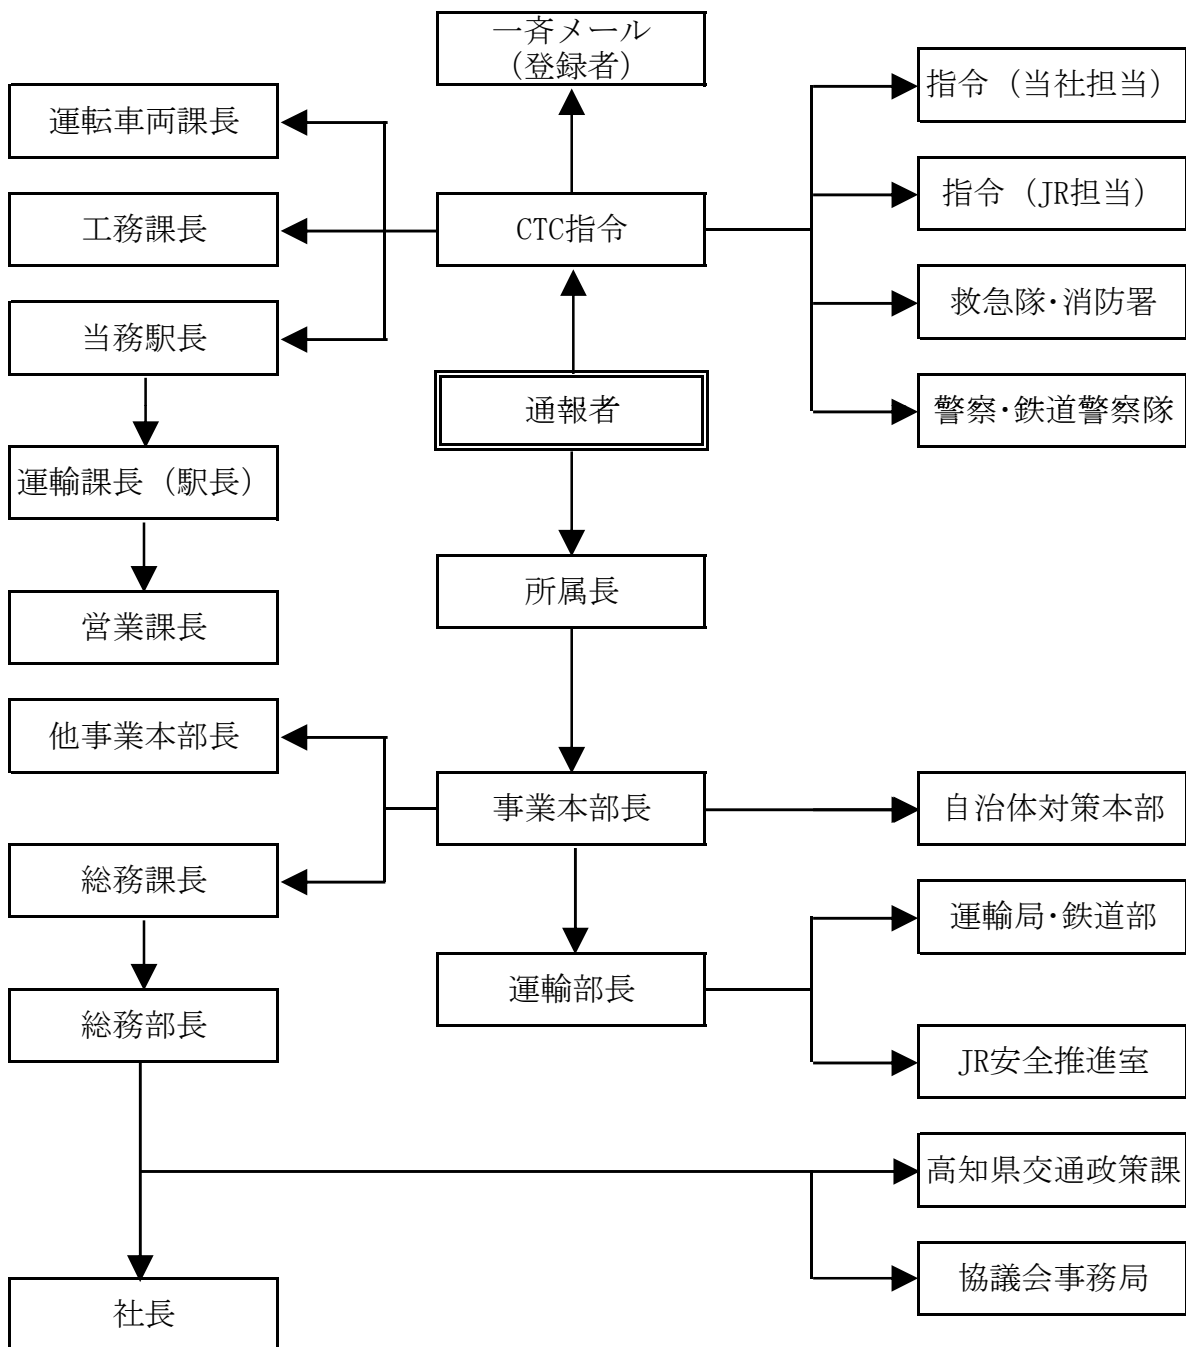 一斉メール
（登録者）
指令（当社担当）
運転車両課長
指令（JR担当）
工務課長
CTC指令
救急隊・消防署
当務駅長
通報者
警察・鉄道警察隊
運輸課長（駅長）
所属長
営業課長
他事業本部長
事業本部長
自治体対策本部
総務課長
運輸局・鉄道部
運輸部長
総務部長
JR安全推進室
高知県交通政策課
協議会事務局
社長